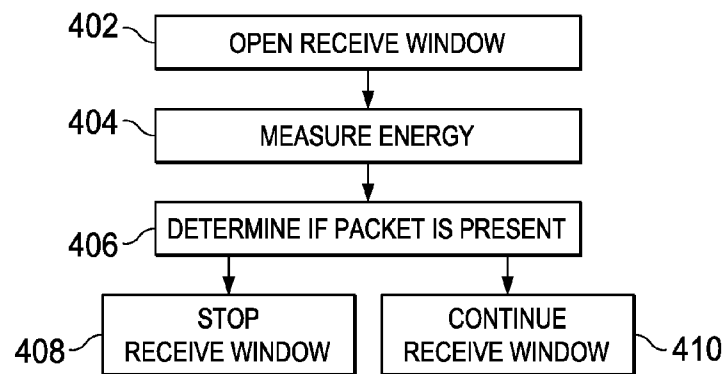 402
OPEN RECEIVE WINDOW
404
MEASURE ENERGY
406
DETERMINE IF PACKET IS PRESENT
408
STOP
RECEIVE WINDOW
CONTINUE
RECEIVE WINDOW
410